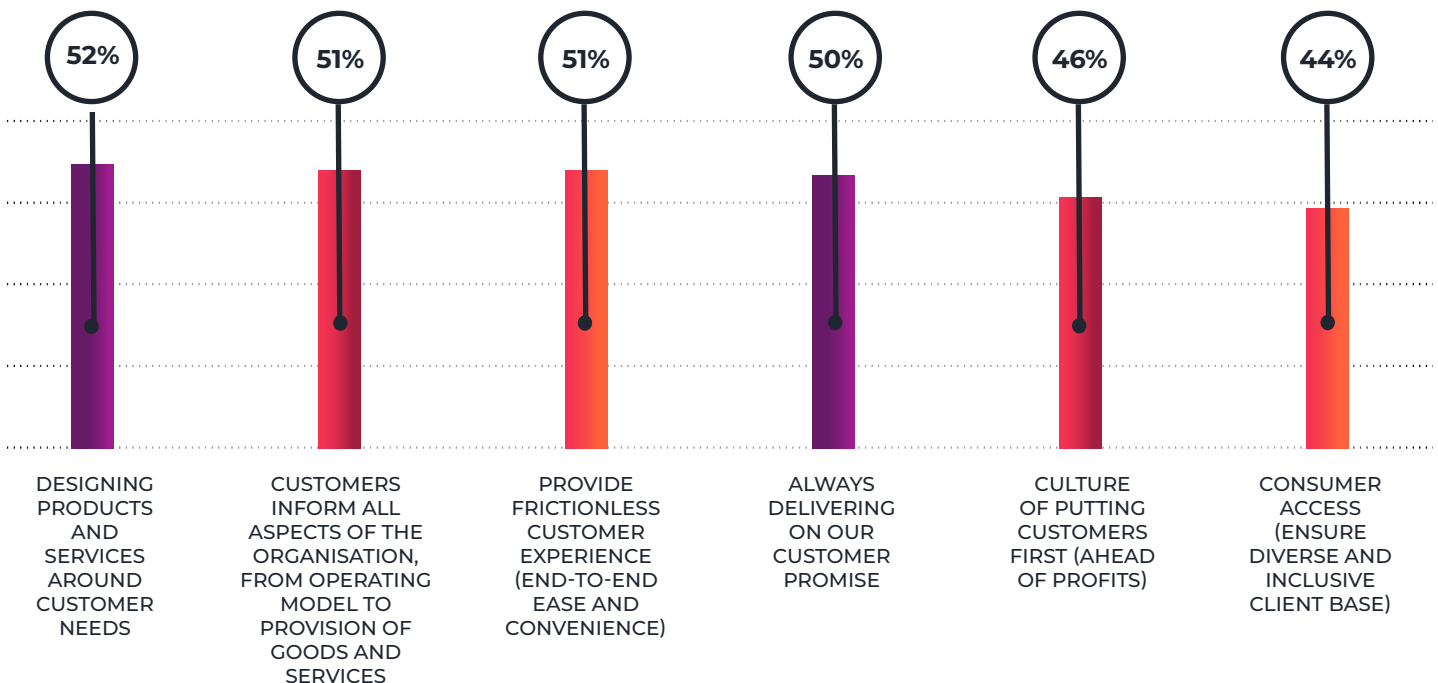 52%
51%
51%
50%
46%
44%
DESIGNING
PRODUCTS
AND
SERVICES
AROUND
CUSTOMER
NEEDS
CUSTOMERS
INFORM ALL
ASPECTS OF THE
ORGANISATION,
FROM OPERATING
MODEL TO
PROVISION OF
GOODS AND
SERVICES
PROVIDE
FRICTIONLESS
CUSTOMER
EXPERIENCE
(END-TO-END
EASE AND
CONVENIENCE)
ALWAYS
DELIVERING
ON OUR
CUSTOMER
PROMISE
CULTURE
OF PUTTING
CUSTOMERS
FIRST (AHEAD
OF PROFITS)
CONSUMER
ACCESS
(ENSURE
DIVERSE AND
INCLUSIVE
CLIENT BASE)